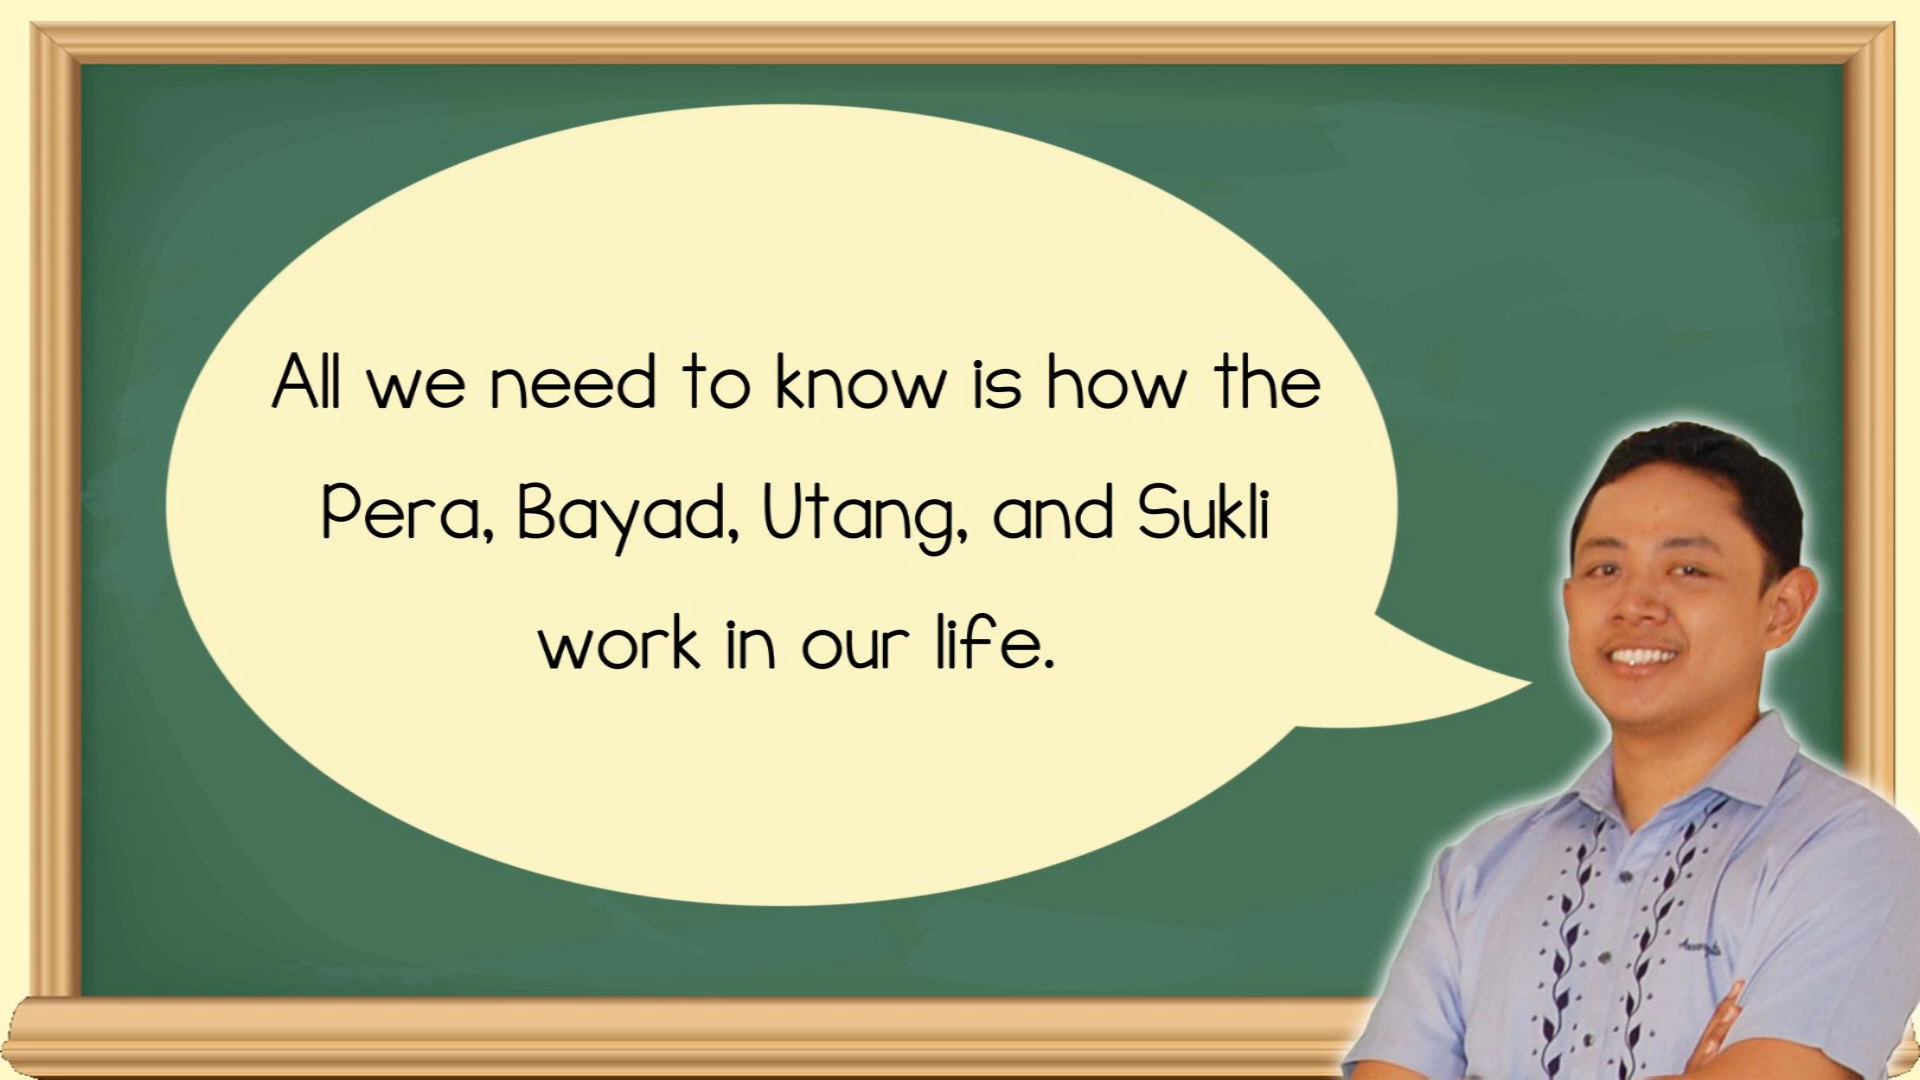 All we need to know is how the
Pera, Bayad, Utang, and Sukli
work in our life.